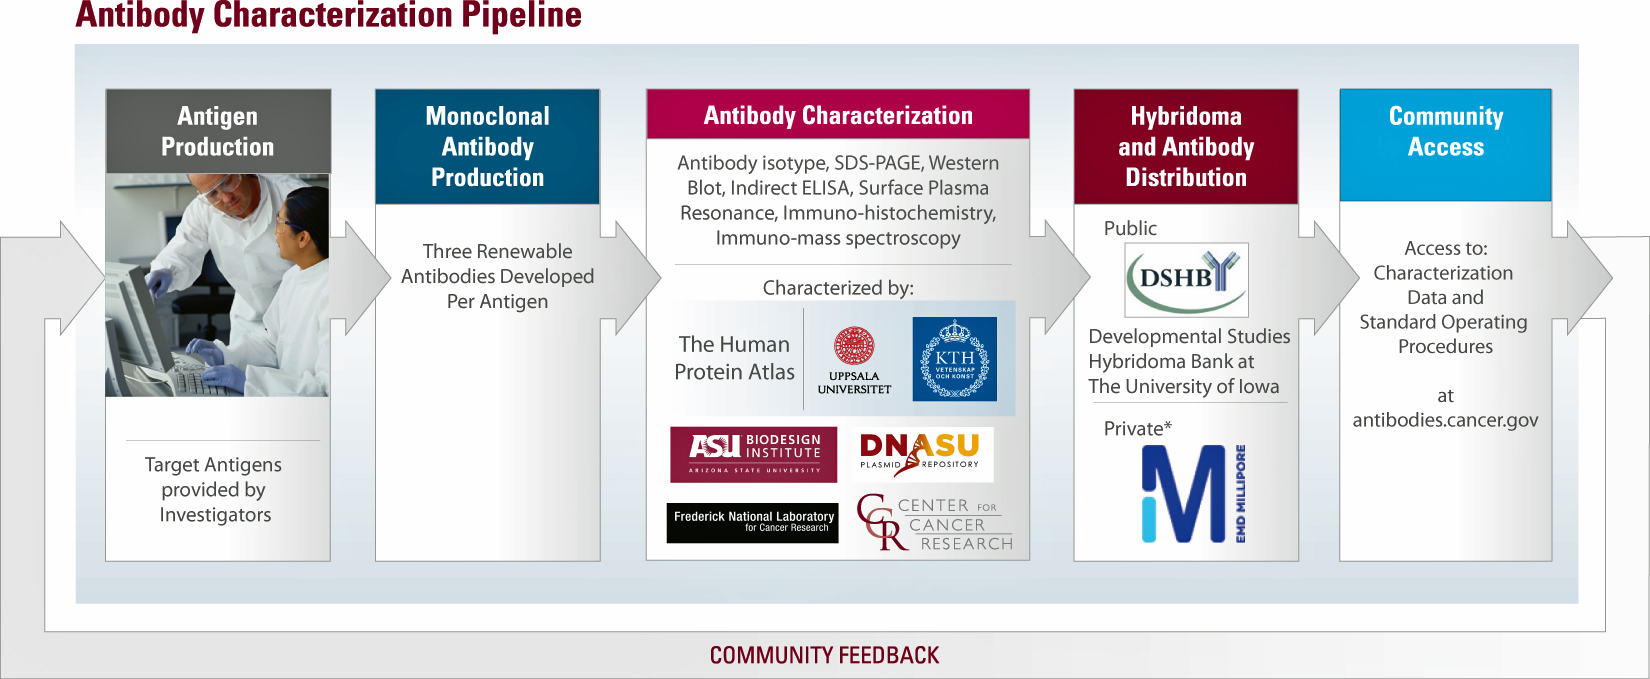 Antibody Characterization Pipeline
Antigen
Production
Target Antigens
provided by
Investigators
Monoclonal
Antibody
Production
Three Renewable
Antibodies Developed
Per Antigen
Antibody Characterization
Antibody isotype, SDS-PAGE, Western
Blot, Indirect ELISA, Surface Plasma
Resonance, Immuno-histochemistry,
Immuno-mass spectroscopy
Characterized by:
The Human
Protein Atlas
UPPSALA
UNIVERSITET
KTH
VETENSKAP
OCH KONST
ASU BIODESIGN
INSTITUTE
ARIZONA STATE UNIVERSITY
DNASU
PLASMID REPOSITORY
Frederick National Laboratory
for Cancer Research
CCR
CENTER FOR
CANCER
RESEARCH
Hybridoma
and Antibody
Distribution
Public
DSHB
Developmental Studies
Hybridoma Bank at
The University of Iowa
Private*
M
EMD MILLIPORE
Community
Access
Access to:
Characterization
Data and
Standard Operating
Procedures
at
antibodies.cancer.gov
COMMUNITY FEEDBACK